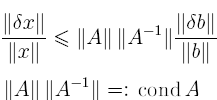 ‖δx‖/‖x‖ ⩽ ‖A‖ ‖A⁻¹‖ ‖δb‖/‖b‖
‖A‖ ‖A⁻¹‖ =: cond A